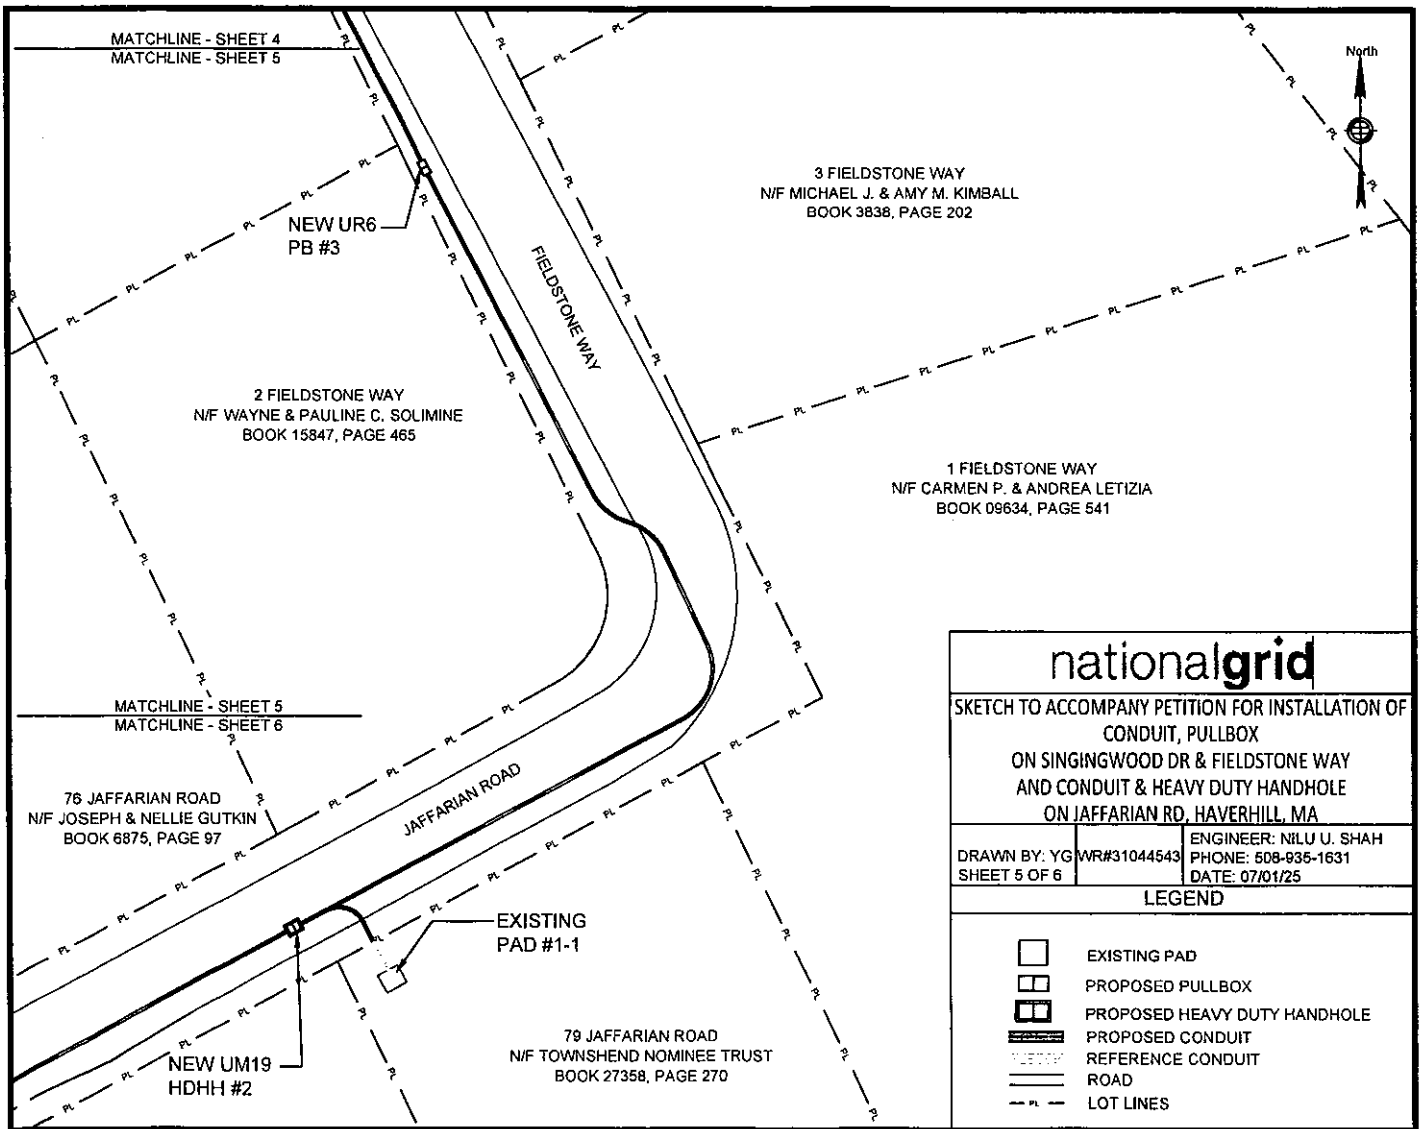 MATCHLINE - SHEET 4
MATCHLINE - SHEET 5
North
3 FIELDSTONE WAY
N/F MICHAEL J. & AMY M. KIMBALL
BOOK 3838, PAGE 202
NEW UR6
PB #3
FIELDSTONE WAY
2 FIELDSTONE WAY
N/F WAYNE & PAULINE C. SOLIMINE
BOOK 15847, PAGE 465
1 FIELDSTONE WAY
N/F CARMEN P. & ANDREA LETIZIA
BOOK 09634, PAGE 541
MATCHLINE - SHEET 5
MATCHLINE - SHEET 6
76 JAFFARIAN ROAD
N/F JOSEPH & NELLIE GUTKIN
BOOK 6875, PAGE 97
JAFFARIAN ROAD
EXISTING
PAD #1-1
NEW UM19
HDHH #2
79 JAFFARIAN ROAD
N/F TOWNSHEND NOMINEE TRUST
BOOK 27358, PAGE 270
nationalgrid
SKETCH TO ACCOMPANY PETITION FOR INSTALLATION OF
CONDUIT, PULLBOX
ON SINGINGWOOD DR & FIELDSTONE WAY
AND CONDUIT & HEAVY DUTY HANDHOLE
ON JAFFARIAN RD, HAVERHILL, MA
DRAWN BY: YG
SHEET 5 OF 6
WR#31044543
ENGINEER: NILU U. SHAH
PHONE: 508-935-1631
DATE: 07/01/25
LEGEND
EXISTING PAD
PROPOSED PULLBOX
PROPOSED HEAVY DUTY HANDHOLE
PROPOSED CONDUIT
REFERENCE CONDUIT
ROAD
PL LOT LINES